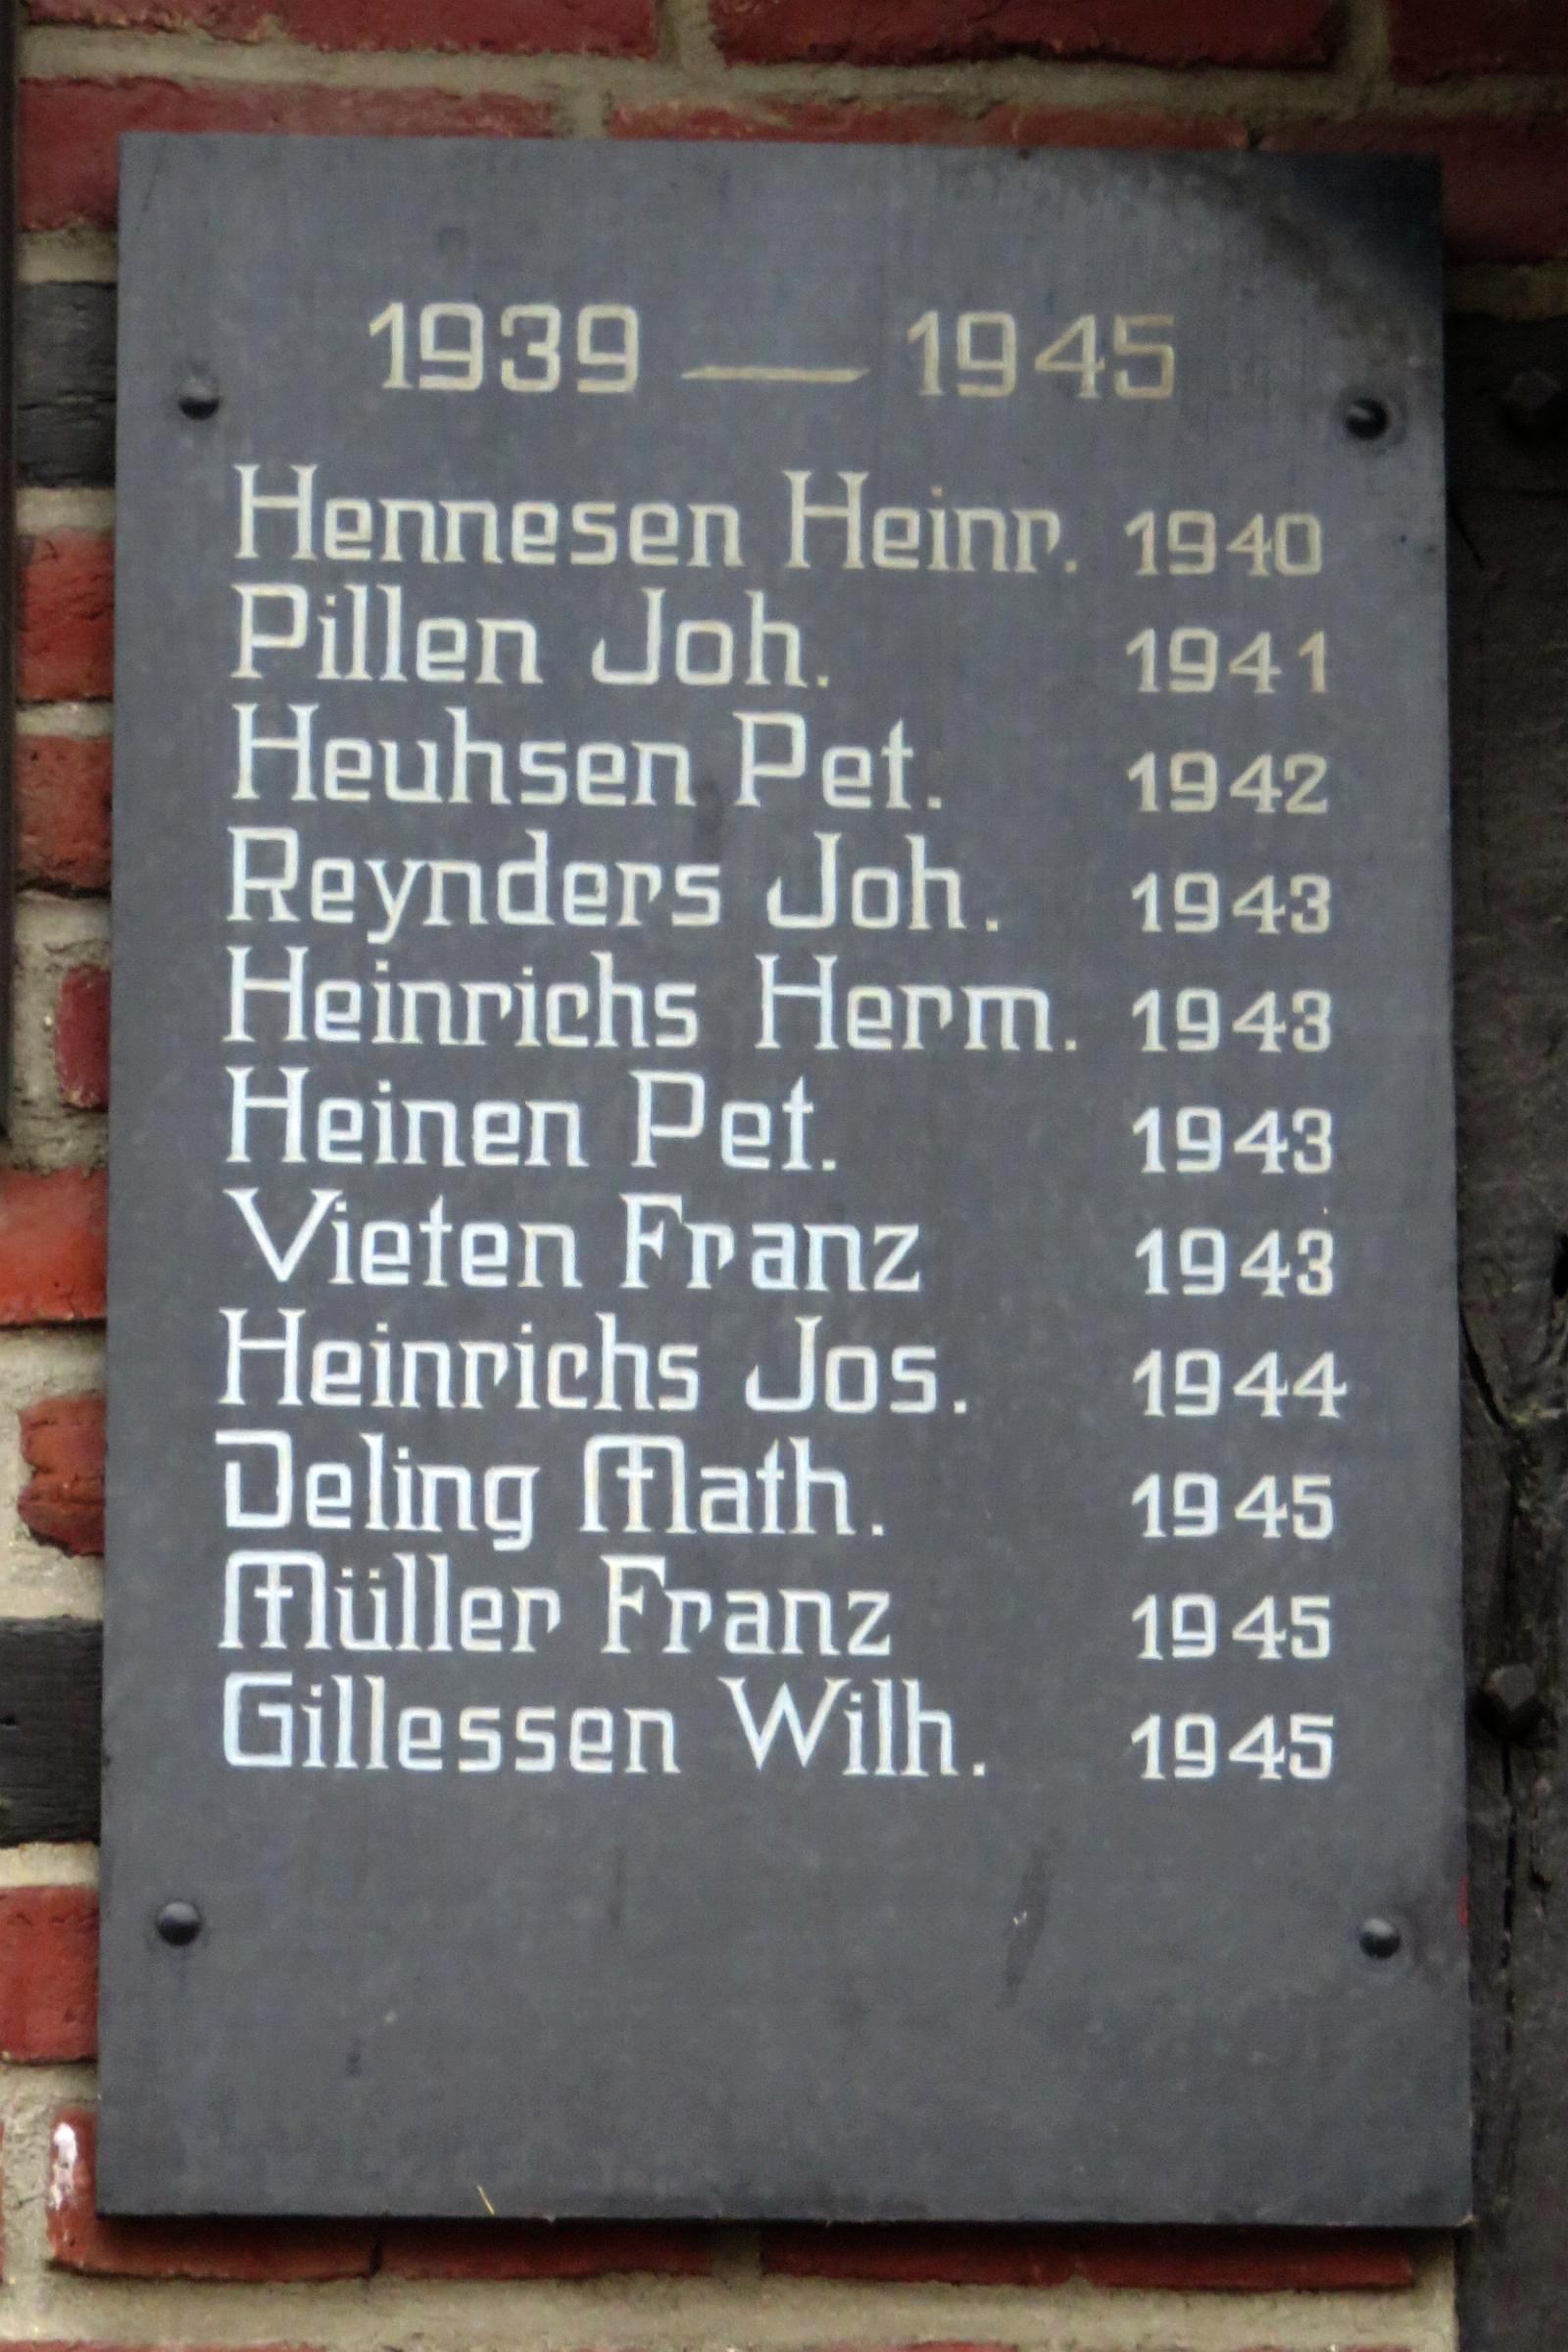 1939 — 1945
Hennesen Heinr. 1940
Pillen Joh. 1941
Heuhsen Pet. 1942
Reynders Joh. 1943
Heinrichs Herm. 1943
Heinen Pet. 1943
Vieten Franz 1943
Heinrichs Jos. 1944
Deling Math. 1945
Müller Franz 1945
Gillessen Wilh. 1945